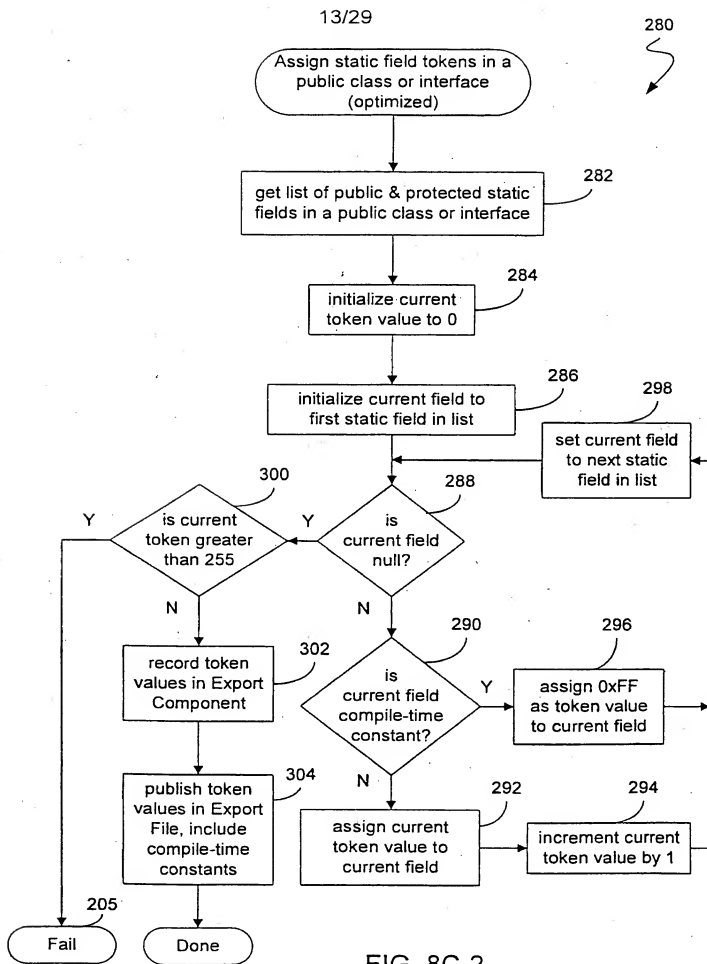 13/29
280
Assign static field tokens in a
public class or interface
(optimized)
282
get list of public & protected static
fields in a public class or interface
284
initialize current
token value to 0
286
initialize current field to
first static field in list
298
set current field
to next static
field in list
300
is current
token greater
than 255
Y
N
288
is
current field
null?
Y
N
302
record token
values in Export
Component
290
is
current field
compile-time
constant?
Y
N
296
assign 0xFF
as token value
to current field
304
publish token
values in Export
File, include
compile-time
constants
292
assign current
token value to
current field
294
increment current
token value by 1
205
Fail
Done
FIG. 8C-2